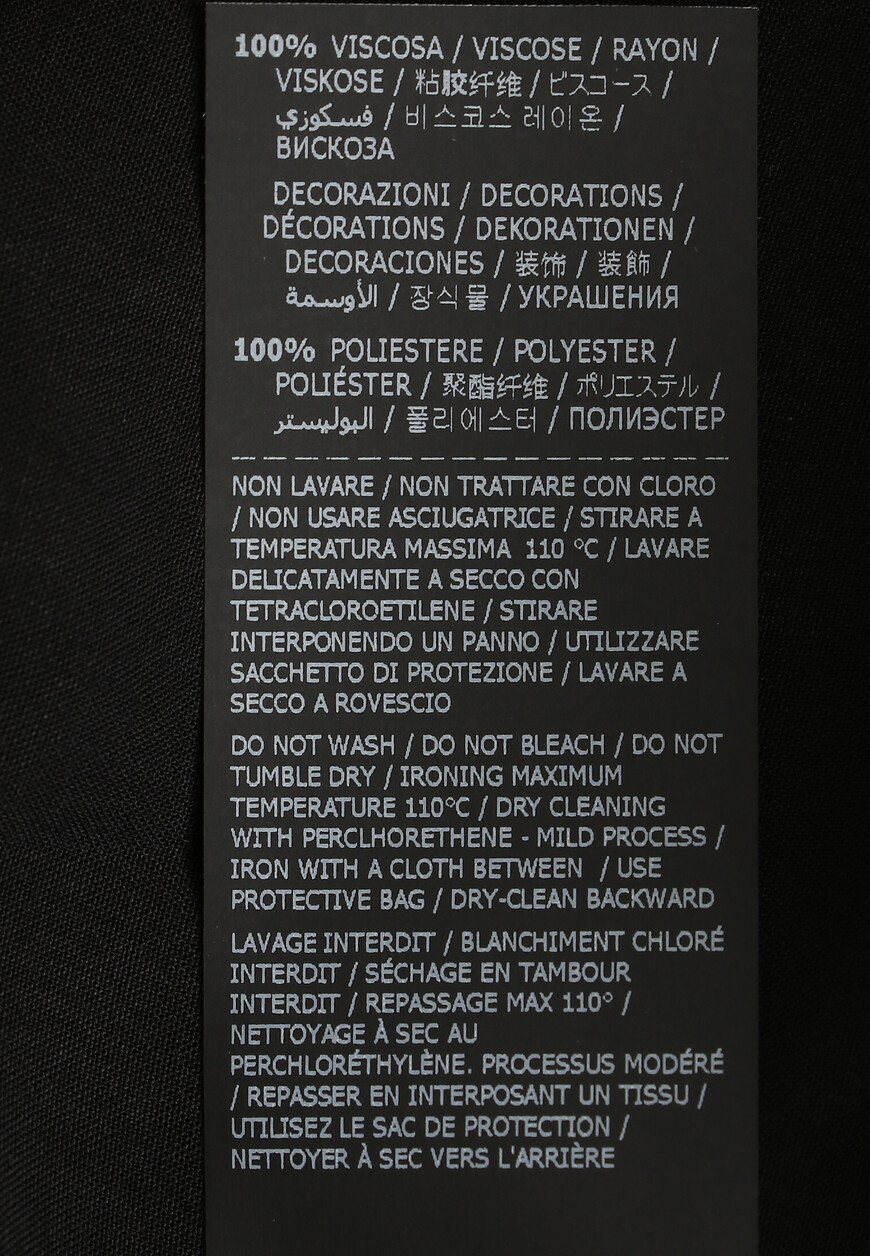 100% VISCOSA / VISCOSE / RAYON /
VISKOSE / 粘胶纤维 / ビスコース /
فسكوزي / 비스코스 레이온 /
ВИСКОЗА
DECORAZIONI / DECORATIONS /
DÉCORATIONS / DEKORATIONEN /
DECORACIONES / 装饰 / 装飾 /
الأوسمة / 장식물 / УКРАШЕНИЯ
100% POLIESTERE / POLYESTER /
POLIÉSTER / 聚酯纤维 / ポリエステル /
البوليستر / 폴리에스터 / ПОЛИЭСТЕР
NON LAVARE / NON TRATTARE CON CLORO
/ NON USARE ASCIUGATRICE / STIRARE A
TEMPERATURA MASSIMA 110 °C / LAVARE
DELICATAMENTE A SECCO CON
TETRACLOROETILENE / STIRARE
INTERPONENDO UN PANNO / UTILIZZARE
SACCHETTO DI PROTEZIONE / LAVARE A
SECCO A ROVESCIO
DO NOT WASH / DO NOT BLEACH / DO NOT
TUMBLE DRY / IRONING MAXIMUM
TEMPERATURE 110°C / DRY CLEANING
WITH PERCLHORETHENE - MILD PROCESS /
IRON WITH A CLOTH BETWEEN / USE
PROTECTIVE BAG / DRY-CLEAN BACKWARD
LAVAGE INTERDIT / BLANCHIMENT CHLORÉ
INTERDIT / SÉCHAGE EN TAMBOUR
INTERDIT / REPASSAGE MAX 110° /
NETTOYAGE À SEC AU
PERCHLORÉTHYLÈNE. PROCESSUS MODÉRÉ
/ REPASSER EN INTERPOSANT UN TISSU /
UTILISEZ LE SAC DE PROTECTION /
NETTOYER À SEC VERS L'ARRIÈRE